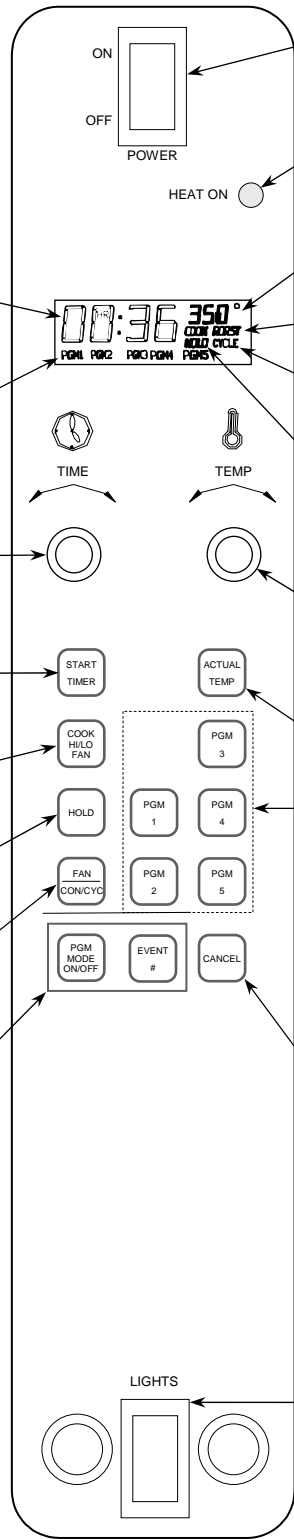 ON
OFF
POWER
HEAT ON
00:36 HR 350°
COOK ROAST
HOLD CYCLE
PGM1 PGM2 PGM3 PGM4 PGM5
TIME TEMP
START
TIMER
ACTUAL
TEMP
COOK
HI/LO
FAN
PGM
3
HOLD
PGM
1
PGM
4
FAN
CON/CYC
PGM
2
PGM
5
PGM
MODE
ON/OFF
EVENT
#
CANCEL
LIGHTS